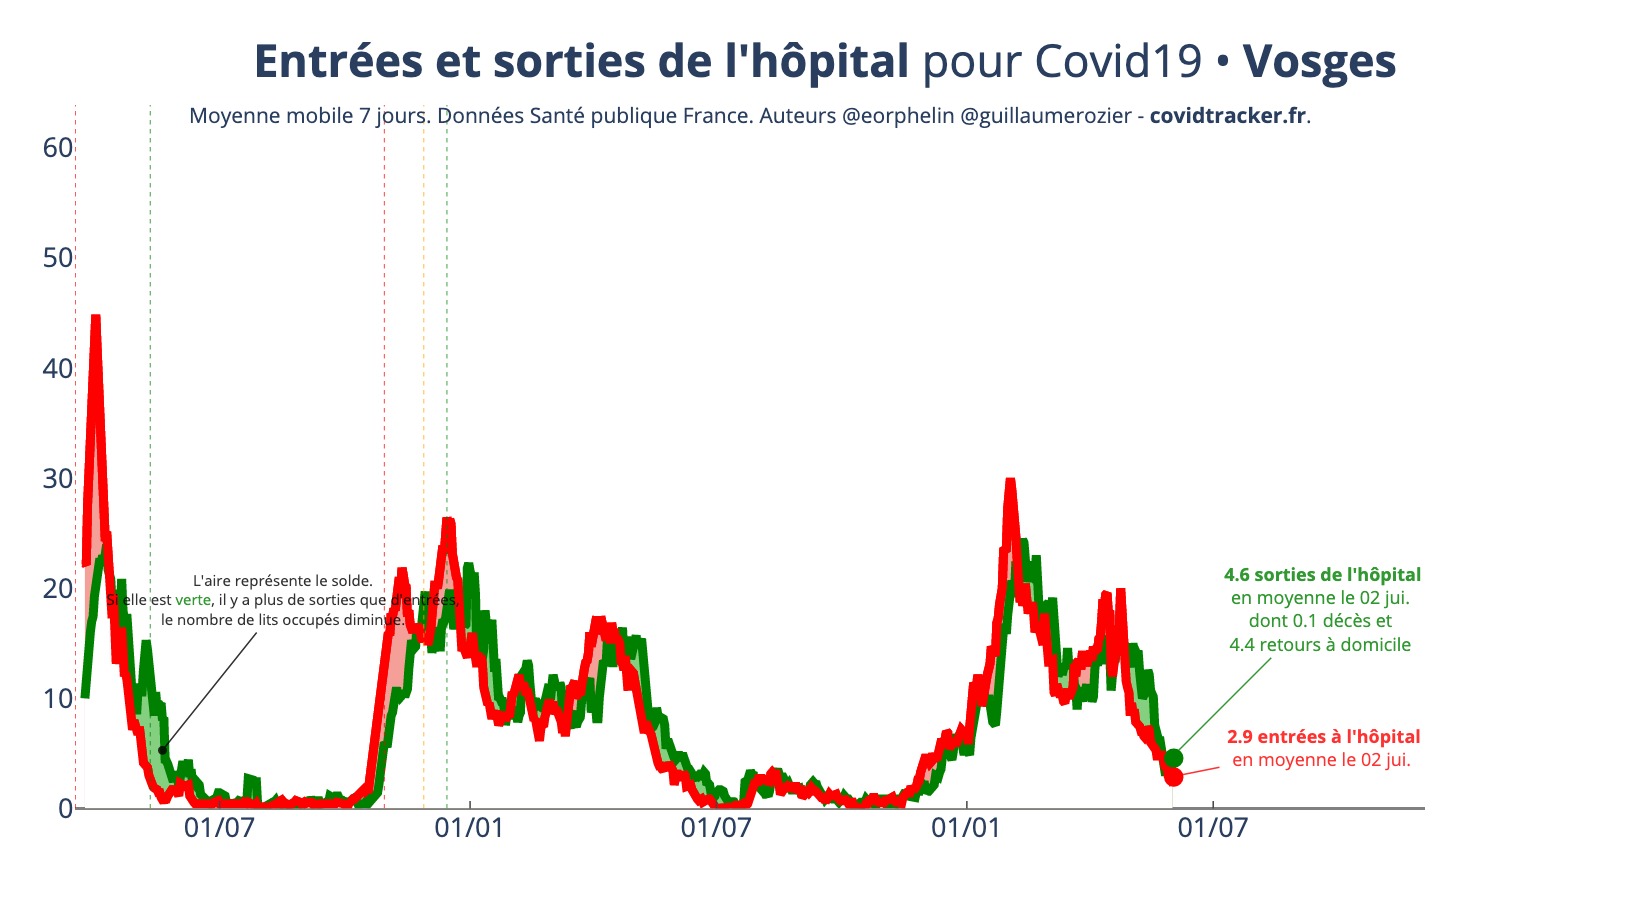 Entrées et sorties de l'hôpital pour Covid19 • Vosges
Moyenne mobile 7 jours. Données Santé publique France. Auteurs @eorphelin @guillaumerozier - covidtracker.fr.
60
50
40
30
20
10
0
L'aire représente le solde.
Si elle est verte, il y a plus de sorties que d'entrées,
le nombre de lits occupés diminue.
4.6 sorties de l'hôpital
en moyenne le 02 jui.
dont 0.1 décès et
4.4 retours à domicile
2.9 entrées à l'hôpital
en moyenne le 02 jui.
01/07
01/01
01/07
01/01
01/07